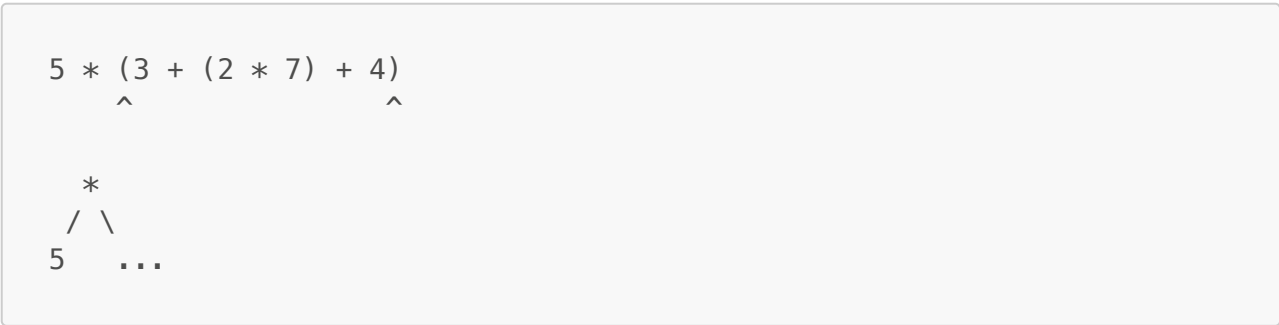 5 * (3 + (2 * 7) + 4)
    ^               ^
  *
 / \
5   ...